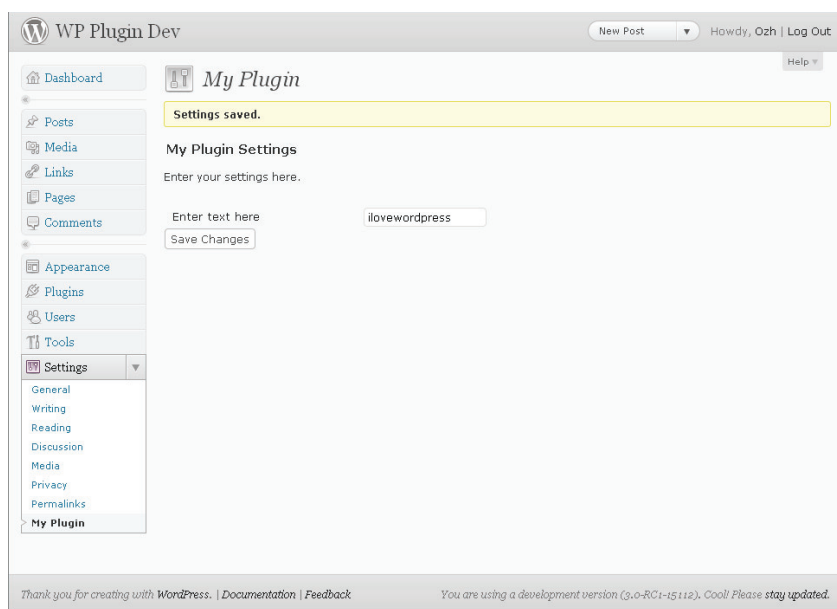 WP Plugin Dev
New Post
Howdy, Ozh | Log Out
Help
Dashboard
Posts
Media
Links
Pages
Comments
Appearance
Plugins
Users
Tools
Settings
General
Writing
Reading
Discussion
Media
Privacy
Permalinks
My Plugin
My Plugin
Settings saved.
My Plugin Settings
Enter your settings here.
Enter text here
ilovewordpress
Save Changes
Thank you for creating with WordPress. | Documentation | Feedback
You are using a development version (3.0-RC1-15112). Cool! Please stay updated.